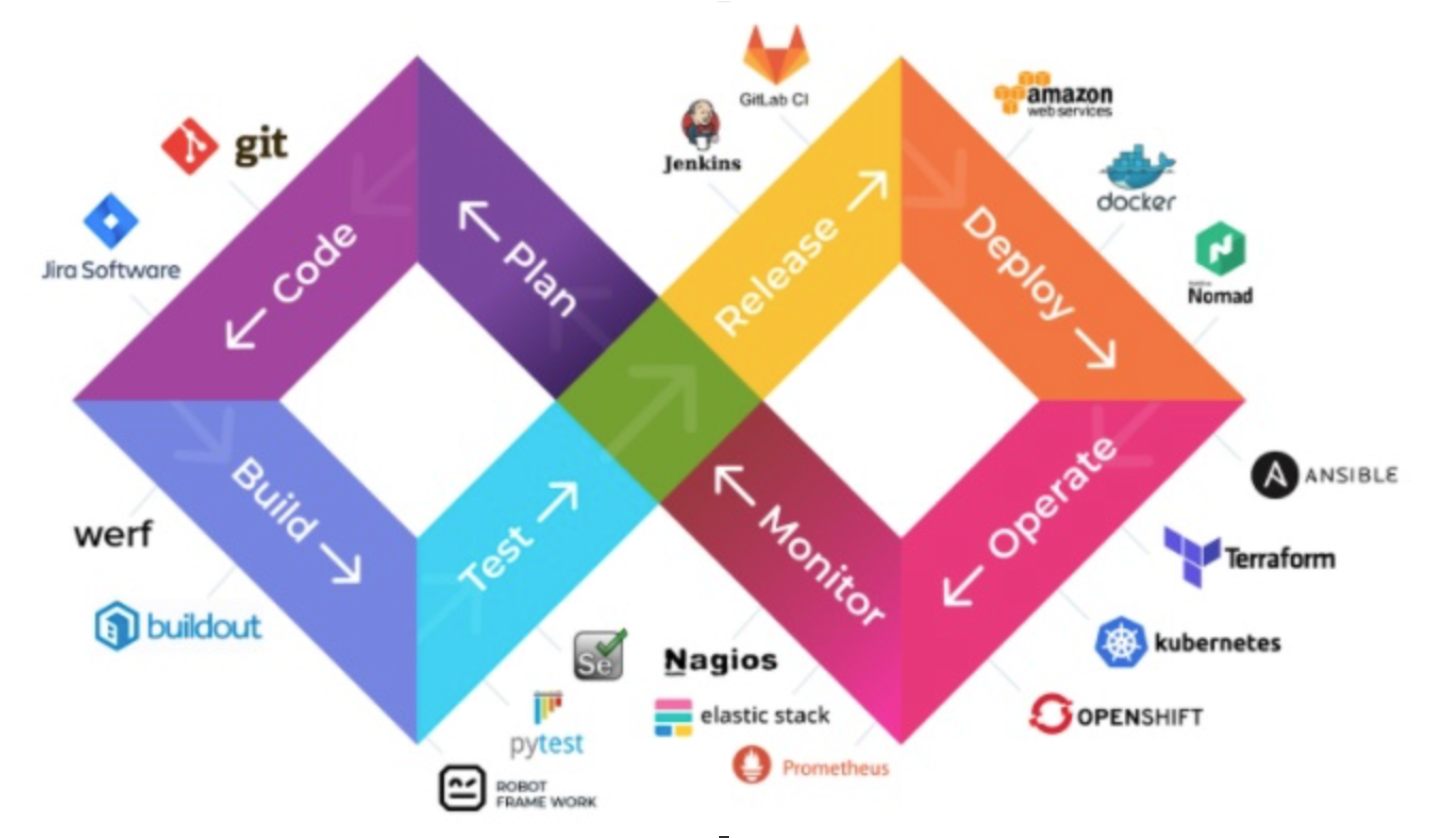 GitLab CI
Jenkins
amazon
web services
git
docker
Jira Software
Nomad
Code
Plan
Release
Deploy
Build
Test
Monitor
Operate
ANSIBLE
werf
Terraform
buildout
kubernetes
Se
Nagios
elastic stack
OPENSHIFT
pytest
Prometheus
ROBOT
FRAME WORK